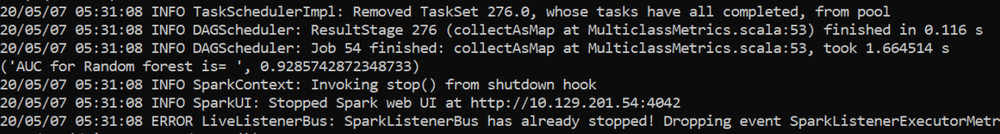 20/05/07 05:31:08 INFO TaskSchedulerImpl: Removed TaskSet 276.0, whose tasks have all completed, from pool
20/05/07 05:31:08 INFO DAGScheduler: ResultStage 276 (collectAsMap at MulticlassMetrics.scala:53) finished in 0.116 s
20/05/07 05:31:08 INFO DAGScheduler: Job 54 finished: collectAsMap at MulticlassMetrics.scala:53, took 1.664514 s
('AUC for Random forest is= ', 0.9285742872348733)
20/05/07 05:31:08 INFO SparkContext: Invoking stop() from shutdown hook
20/05/07 05:31:08 INFO SparkUI: Stopped Spark web UI at http://10.129.201.54:4042
20/05/07 05:31:08 ERROR LiveListenerBus: SparkListenerBus has already stopped! Dropping event SparkListenerExecutorMetr